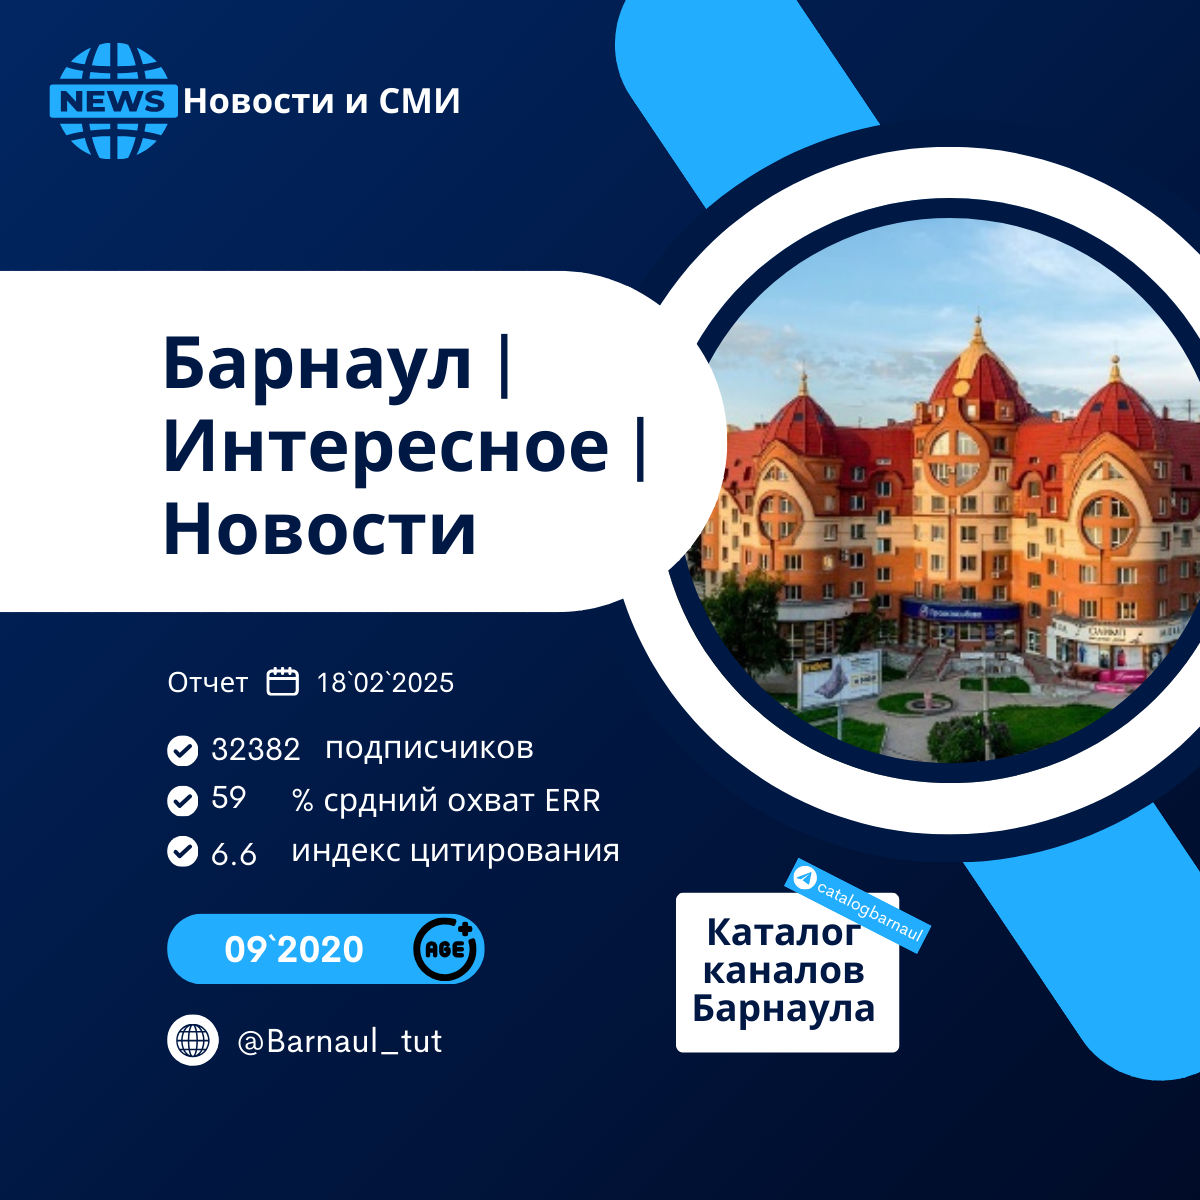 NEWS Новости и СМИ
Барнаул |
Интересное |
Новости
Отчет 18`02`2025
32382 подписчиков
59 % срдний охват ERR
6.6 индекс цитирования
09`2020 AGE+
@Barnaul_tut
catalogbarnaul
Каталог
каналов
Барнаула